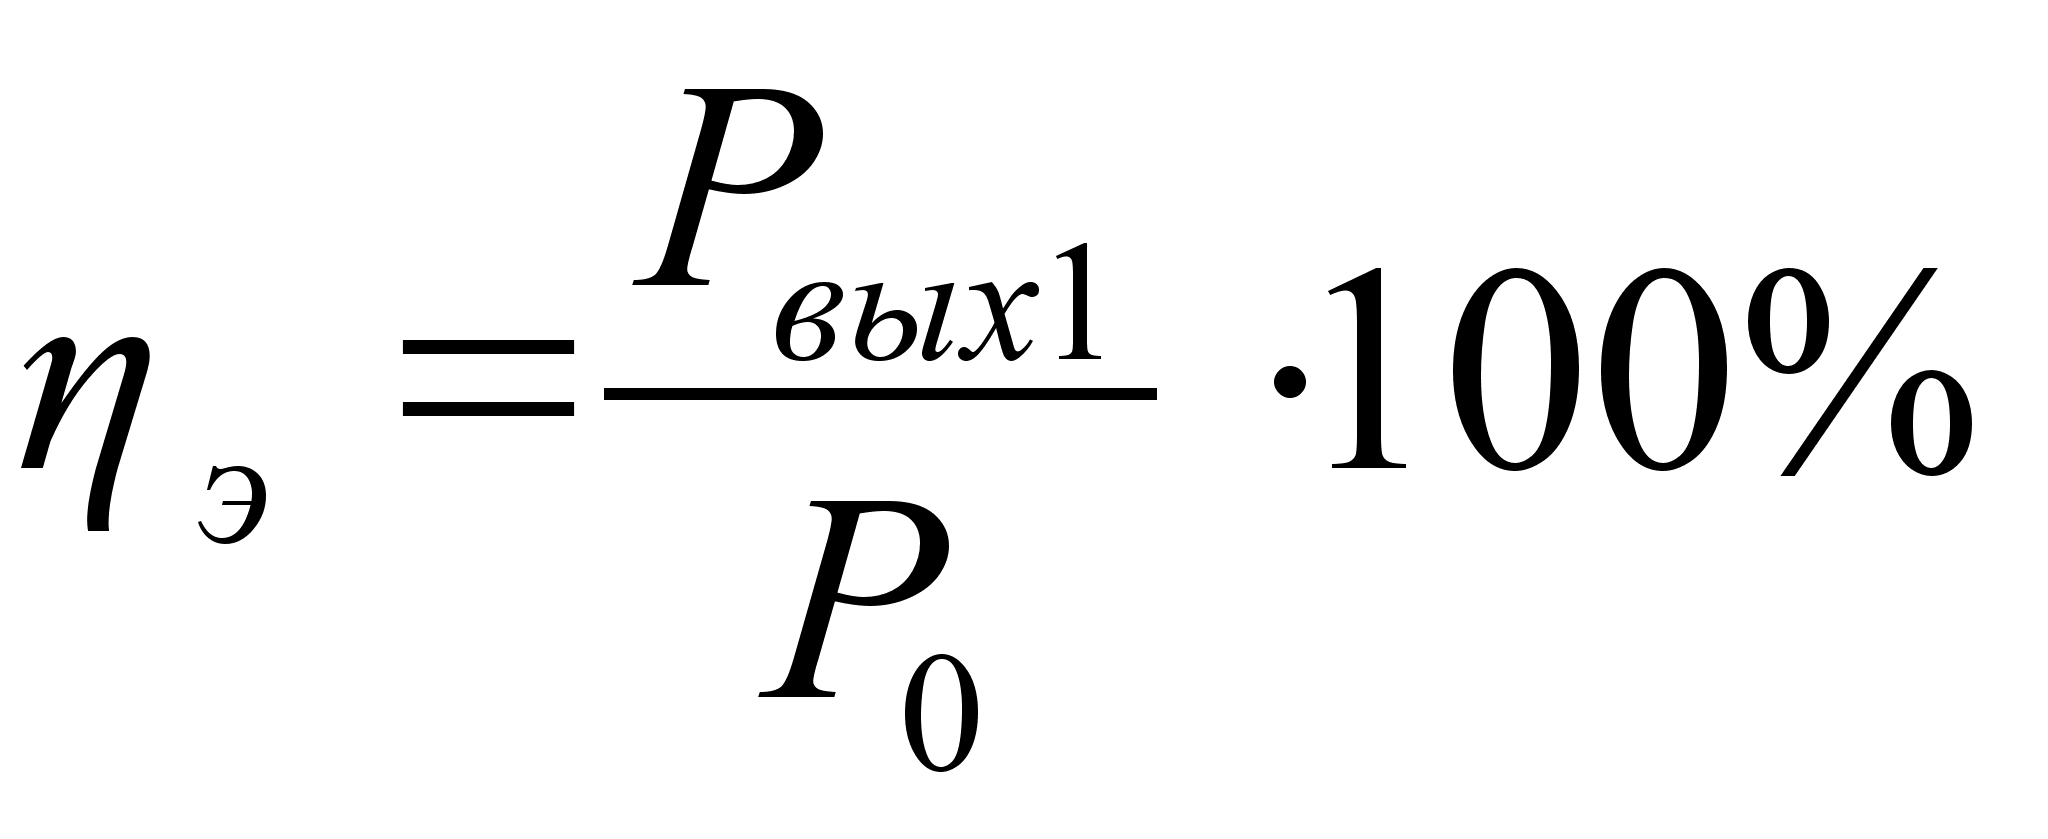 η э = P вых1 / P 0 · 100%